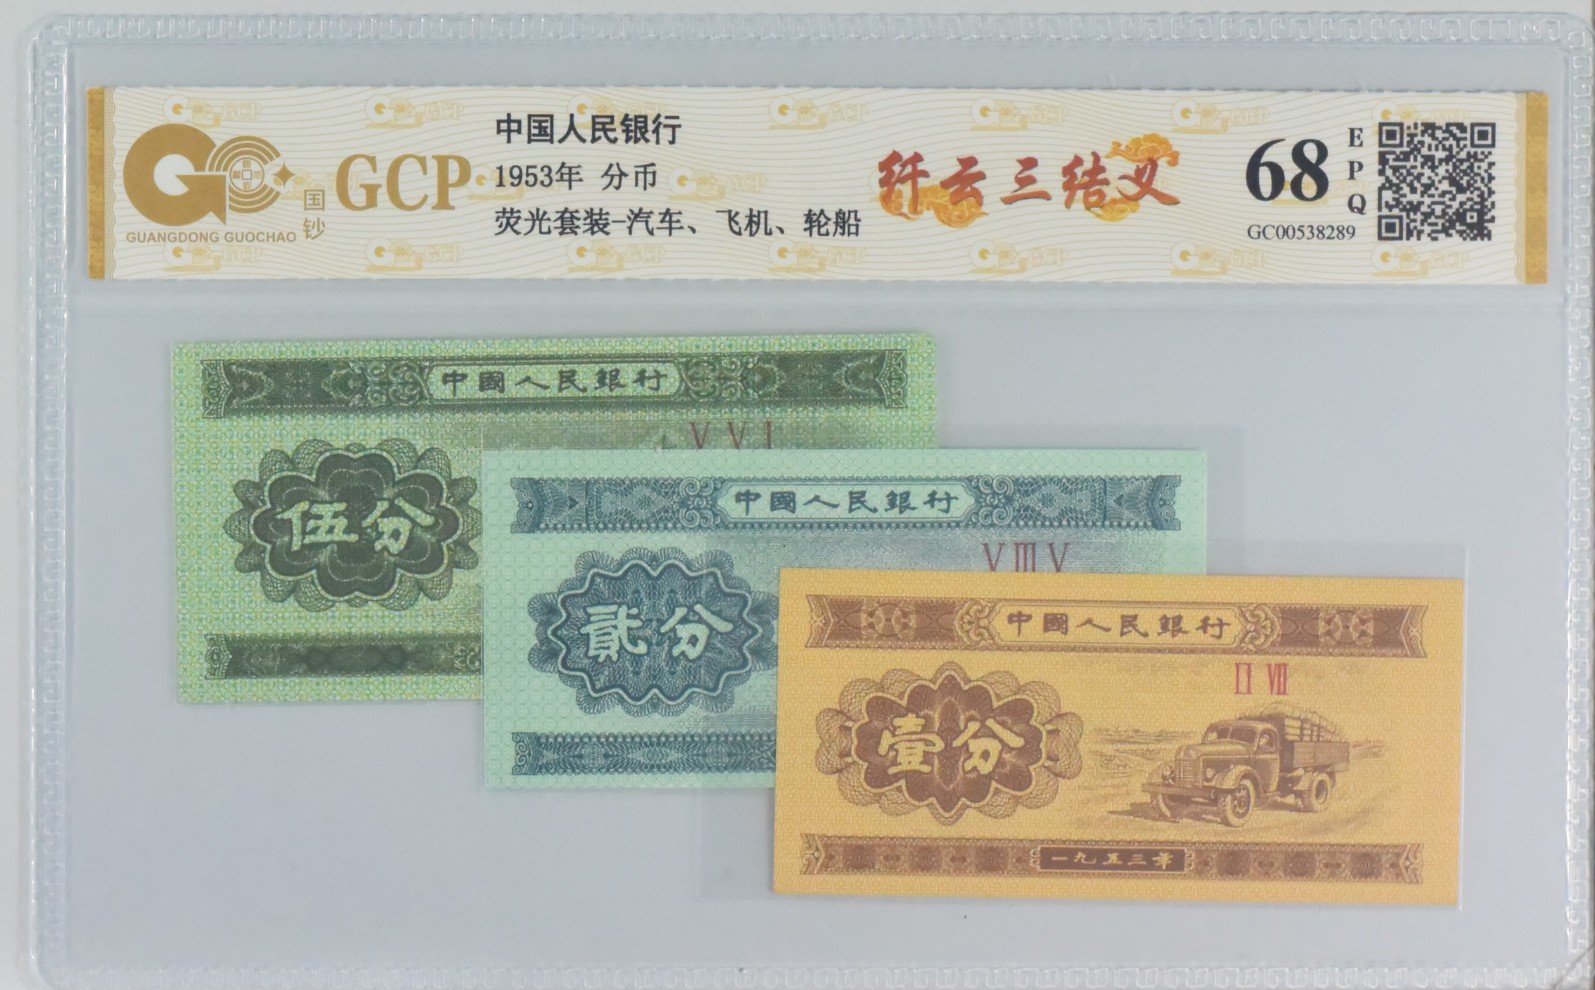 中国人民银行
1953年 分币
荧光套装-汽车、飞机、轮船
GCP
国钞
GUANGDONG GUOCHAO
纤云三结义
68
EPQ
GC00538289
中國人民銀行
V V I
伍分
中國人民銀行
V III V
貳分
中國人民銀行
II VII
壹分
一九五三年